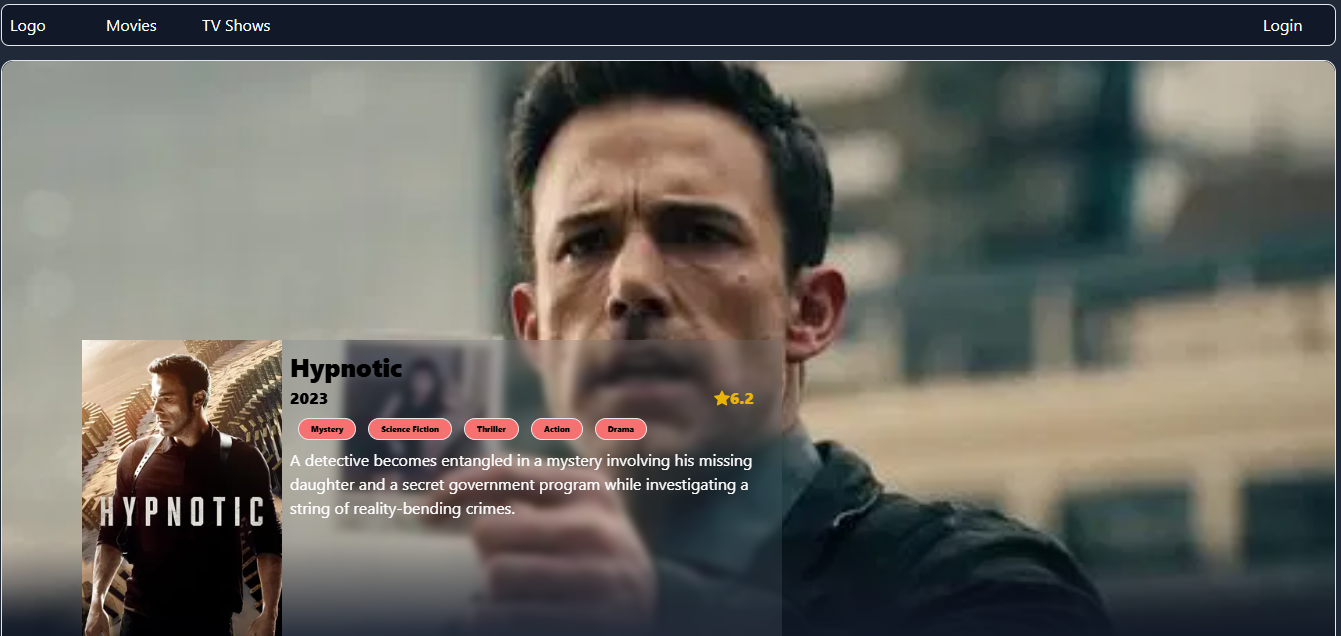 Logo Movies TV Shows Login
Hypnotic
2023 6.2
Mystery Science Fiction Thriller Action Drama
A detective becomes entangled in a mystery involving his missing
daughter and a secret government program while investigating a
string of reality-bending crimes.
HYPNOTIC